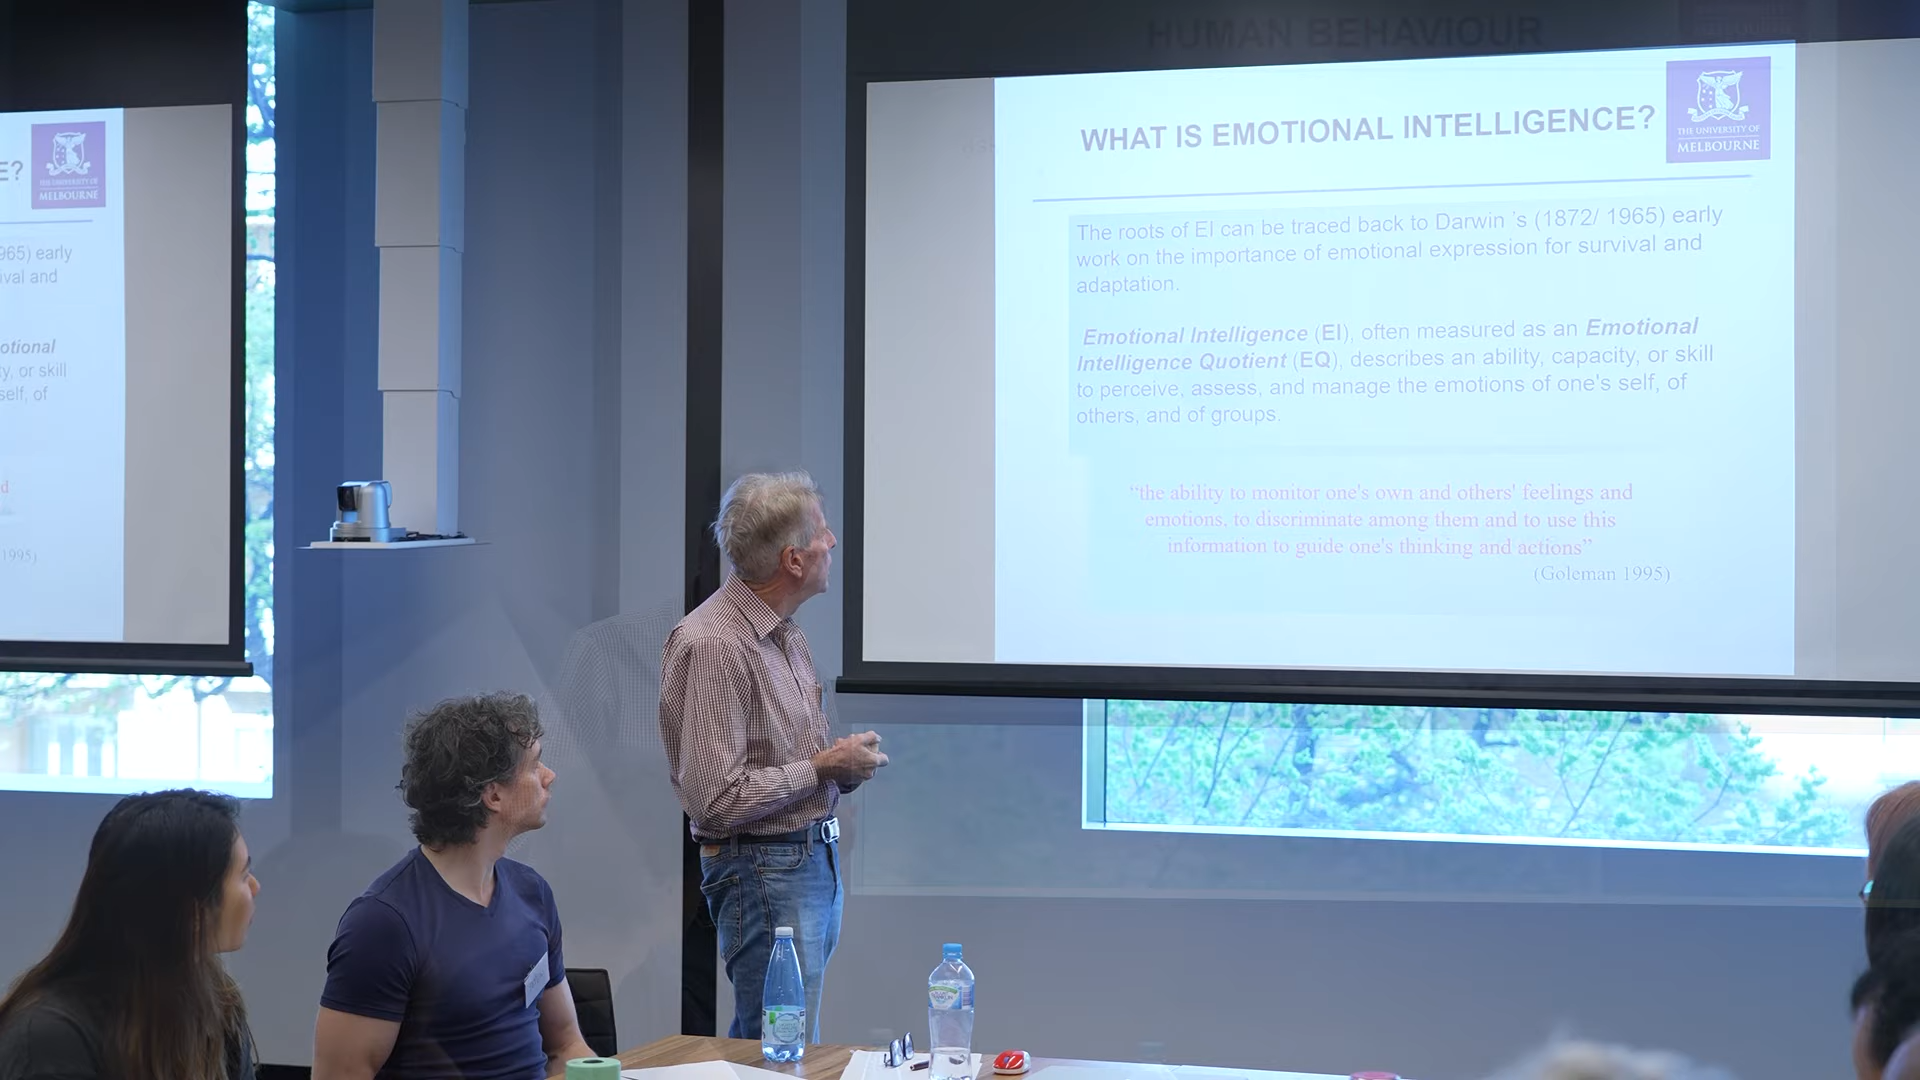 HUMAN BEHAVIOUR
WHAT IS EMOTIONAL INTELLIGENCE?
THE UNIVERSITY OF
MELBOURNE
The roots of EI can be traced back to Darwin 's (1872/ 1965) early
work on the importance of emotional expression for survival and
adaptation.
Emotional Intelligence (EI), often measured as an Emotional
Intelligence Quotient (EQ), describes an ability, capacity, or skill
to perceive, assess, and manage the emotions of one's self, of
others, and of groups.
“the ability to monitor one's own and others' feelings and
emotions, to discriminate among them and to use this
information to guide one's thinking and actions”
(Goleman 1995)
E?
THE UNIVERSITY OF
MELBOURNE
965) early
ival and
otional
ty, or skill
self, of
d
1995)